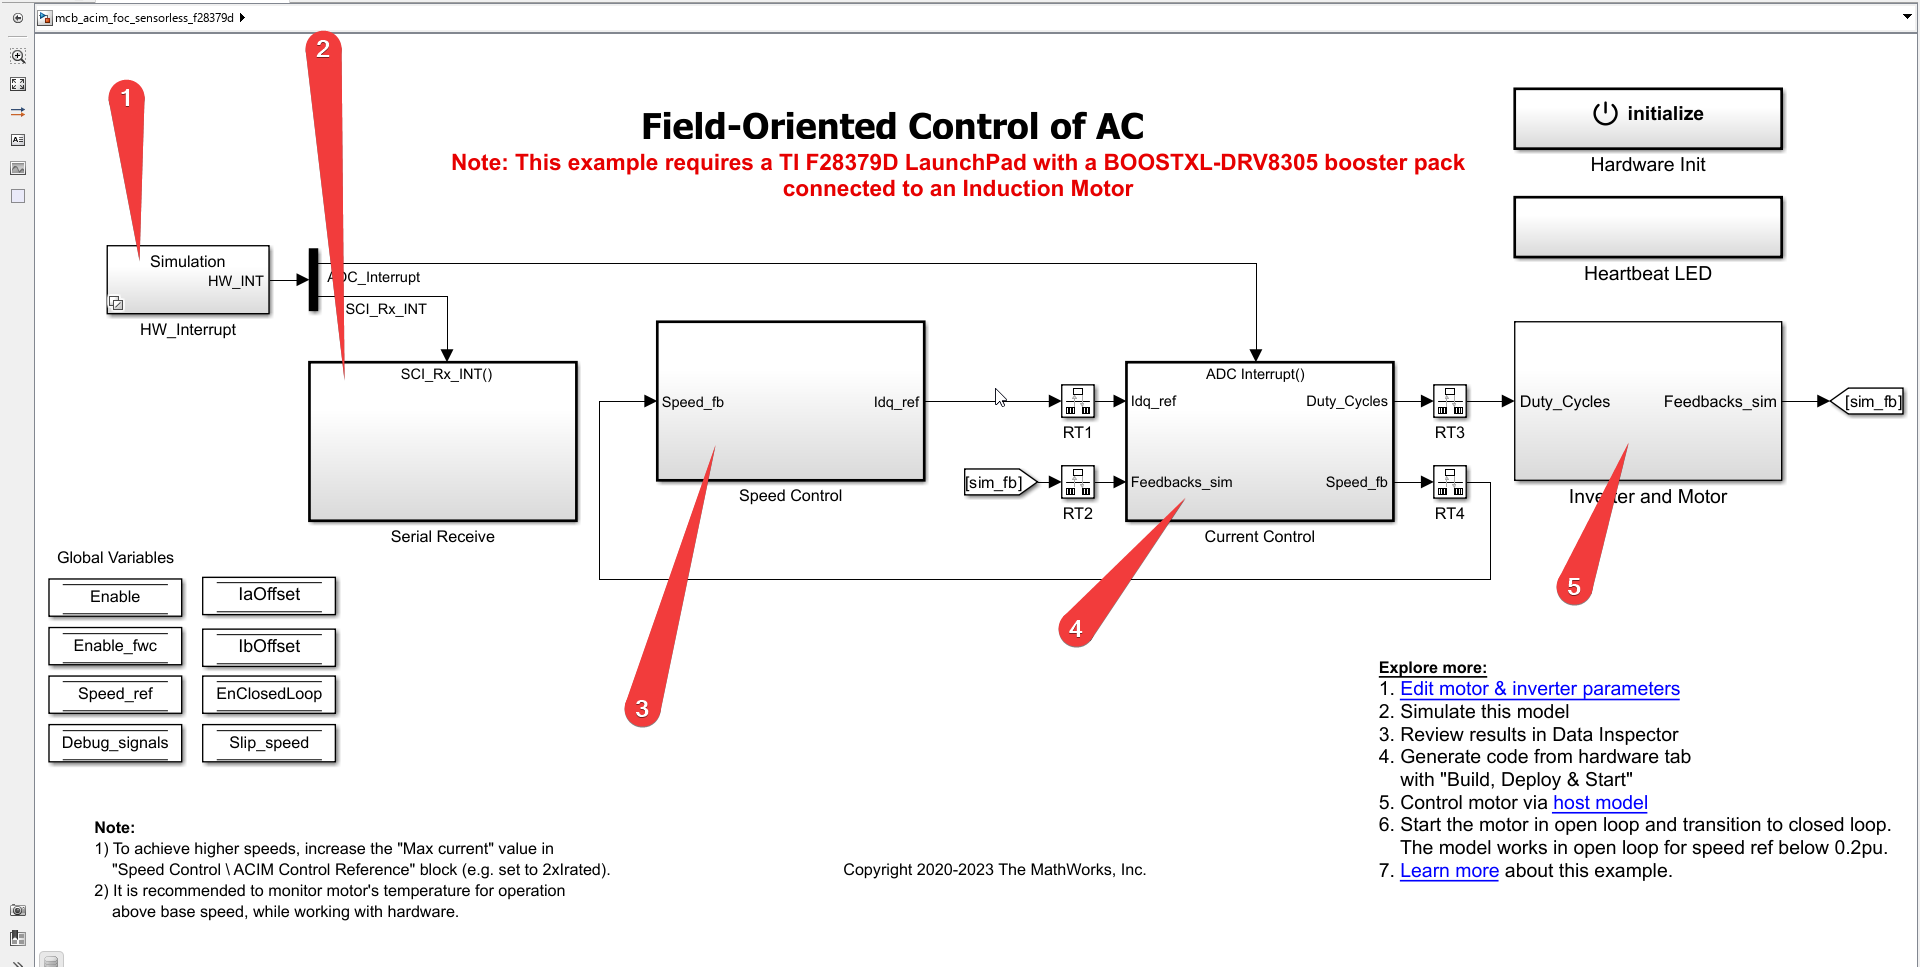 mcb_acim_foc_sensorless_f28379d
2
1
Field-Oriented Control of AC
Note: This example requires a TI F28379D LaunchPad with a BOOSTXL-DRV8305 booster pack
connected to an Induction Motor
initialize
Hardware Init
Heartbeat LED
Simulation
HW_INT
HW_Interrupt
ADC_Interrupt
SCI_Rx_INT
SCI_Rx_INT()
Serial Receive
Speed_fb
Idq_ref
Speed Control
RT1
[sim_fb]
RT2
ADC Interrupt()
Idq_ref
Duty_Cycles
Feedbacks_sim
Speed_fb
Current Control
RT3
RT4
Duty_Cycles
Feedbacks_sim
Inverter and Motor
[sim_fb]
3
4
5
Global Variables
Enable
IaOffset
Enable_fwc
IbOffset
Speed_ref
EnClosedLoop
Debug_signals
Slip_speed
Explore more:
1. Edit motor & inverter parameters
2. Simulate this model
3. Review results in Data Inspector
4. Generate code from hardware tab
with "Build, Deploy & Start"
5. Control motor via host model
6. Start the motor in open loop and transition to closed loop.
The model works in open loop for speed ref below 0.2pu.
7. Learn more about this example.
Note:
1) To achieve higher speeds, increase the "Max current" value in
"Speed Control \ ACIM Control Reference" block (e.g. set to 2xIrated).
2) It is recommended to monitor motor's temperature for operation
above base speed, while working with hardware.
Copyright 2020-2023 The MathWorks, Inc.